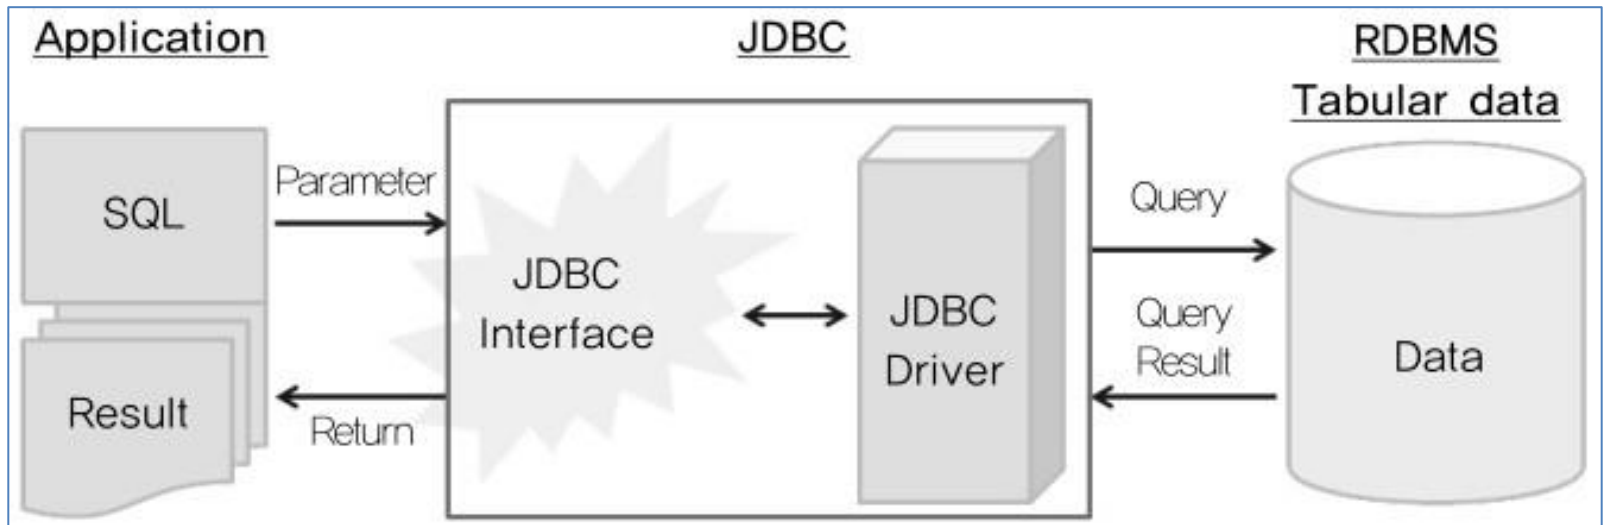 Application
JDBC
RDBMS
Tabular data
SQL
Parameter
Result
Return
JDBC
Interface
JDBC
Driver
Query
Query
Result
Data